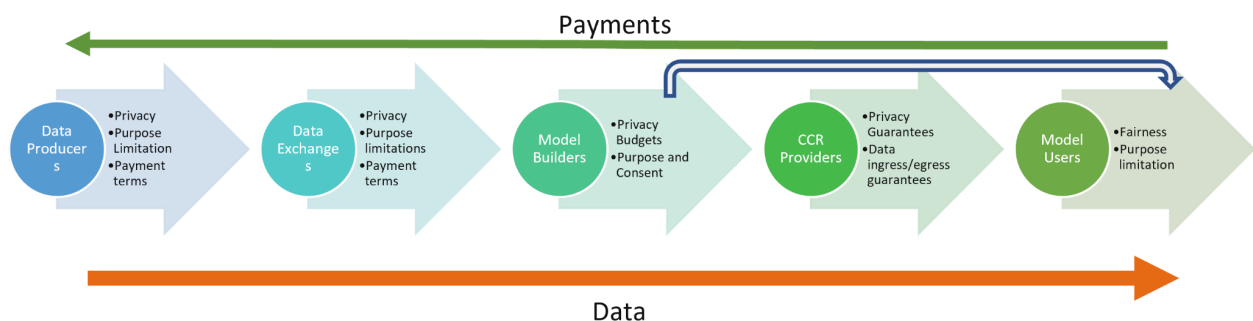 Payments
Data
Producer
s
•Privacy
•Purpose
Limitation
•Payment
terms
Data
Exchange
s
•Privacy
•Purpose
limitations
•Payment
terms
Model
Builders
•Privacy
Budgets
•Purpose and
Consent
CCR
Providers
•Privacy
Guarantees
•Data
ingress/egress
guarantees
Model
Users
•Fairness
•Purpose
limitation
Data